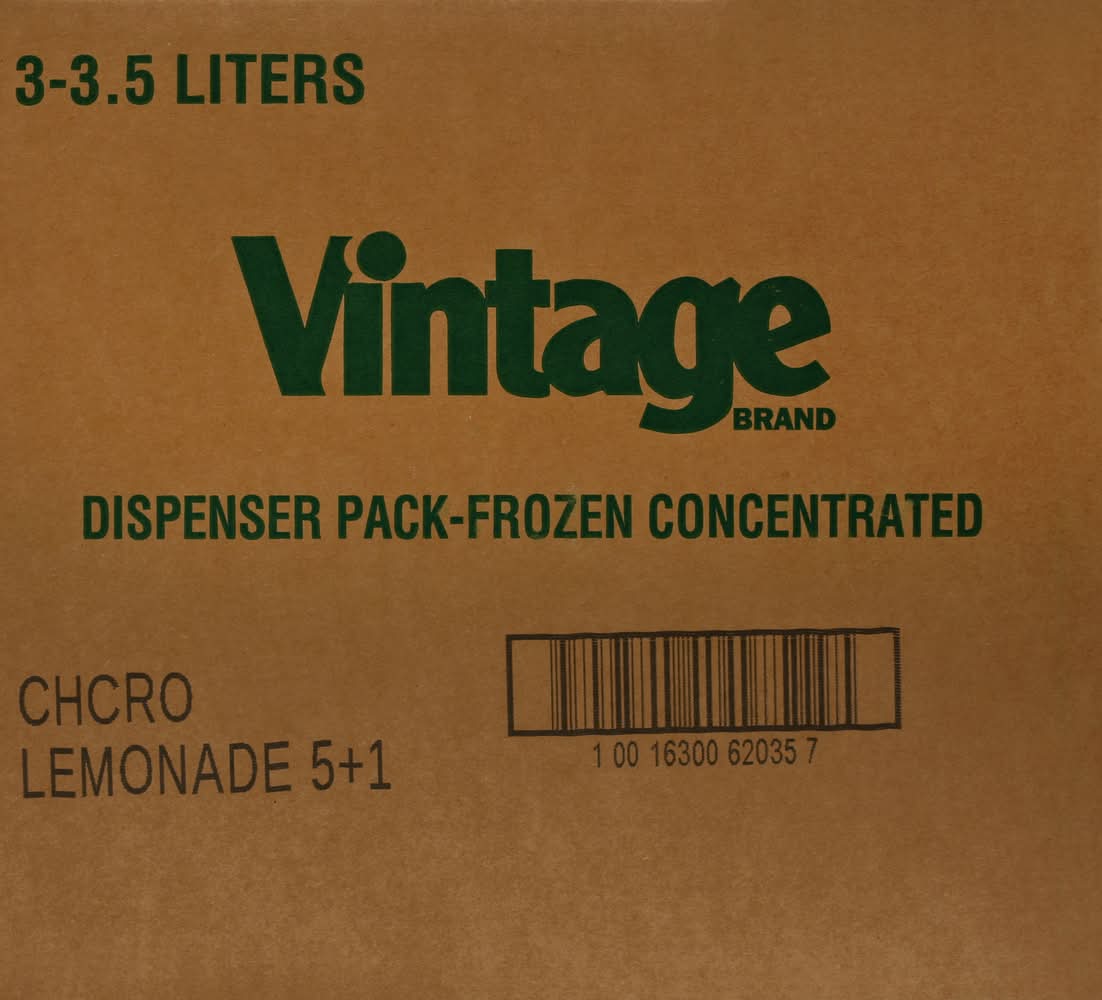 3-3.5 LITERS
Vintage
BRAND
DISPENSER PACK-FROZEN CONCENTRATED
CHCRO
LEMONADE 5+1
1 00 16300 62035 7